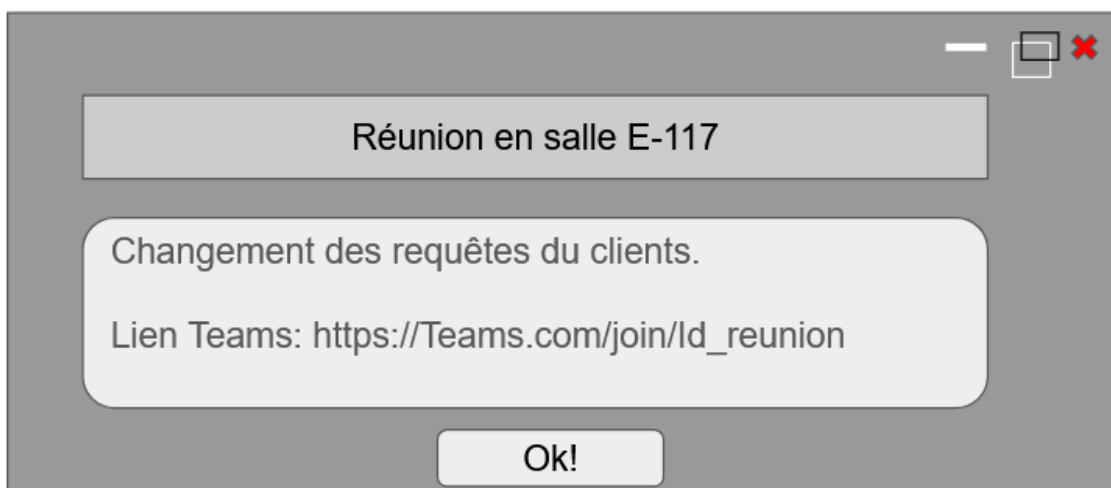 Réunion en salle E-117
Changement des requêtes du clients.
Lien Teams: https://Teams.com/join/Id_reunion
Ok!